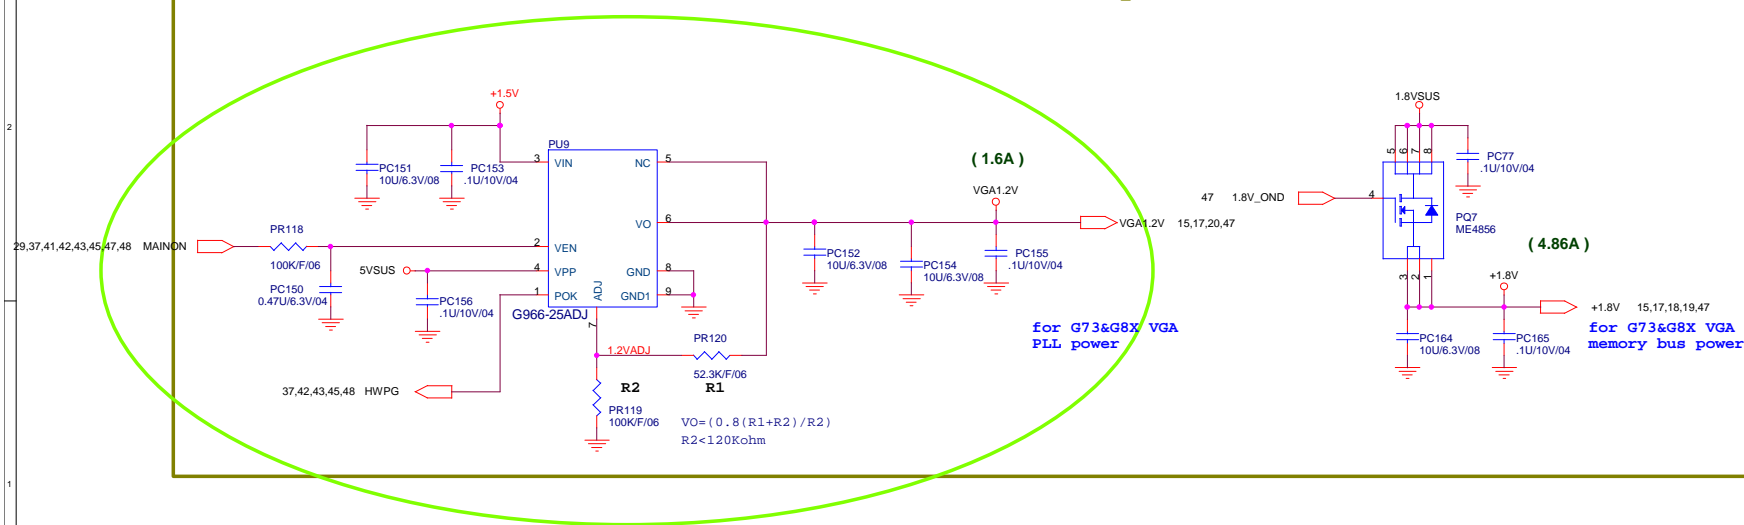 2
1
+1.5V
PC151
10U/6.3V/08
PC153
.1U/10V/04
PU9
3
VIN
NC
5
VO
6
2
VEN
4
VPP
1
POK
ADJ
7
GND
8
GND1
9
G966-25ADJ
29,37,41,42,43,45,47,48 MAINON
PR118
100K/F/06
PC150
0.47U/6.3V/04
5VSUS
PC156
.1U/10V/04
37,42,43,45,48 HWPG
1.2VADJ
PR120
52.3K/F/06
R2
R1
PR119
100K/F/06
VO=(0.8(R1+R2)/R2)
R2<120Kohm
( 1.6A )
VGA1.2V
VGA1.2V 15,17,20,47
PC152
10U/6.3V/08
PC154
10U/6.3V/08
PC155
.1U/10V/04
for G73&G8X VGA
PLL power
1.8VSUS
5
6
7
8
PC77
.1U/10V/04
47 1.8V_OND
4
PQ7
ME4856
3
2
1
( 4.86A )
+1.8V
+1.8V 15,17,18,19,47
PC164
10U/6.3V/08
PC165
.1U/10V/04
for G73&G8X VGA
memory bus power